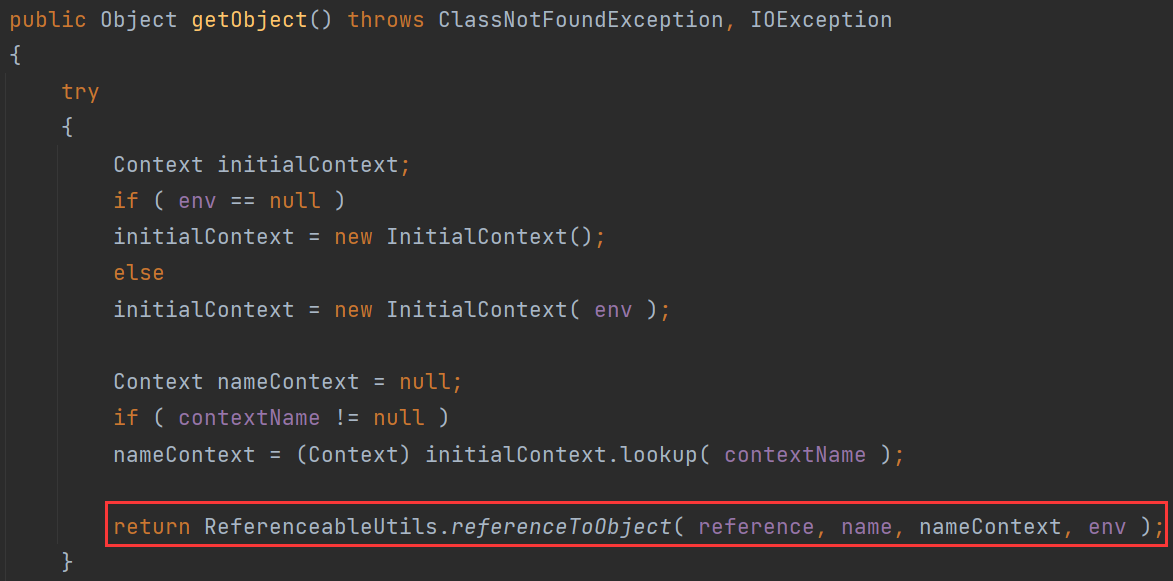 public Object getObject() throws ClassNotFoundException, IOException
{
    try
    {
        Context initialContext;
        if ( env == null )
        initialContext = new InitialContext();
        else
        initialContext = new InitialContext( env );

        Context nameContext = null;
        if ( contextName != null )
        nameContext = (Context) initialContext.lookup( contextName );

        return ReferenceableUtils.referenceToObject( reference, name, nameContext, env );
    }